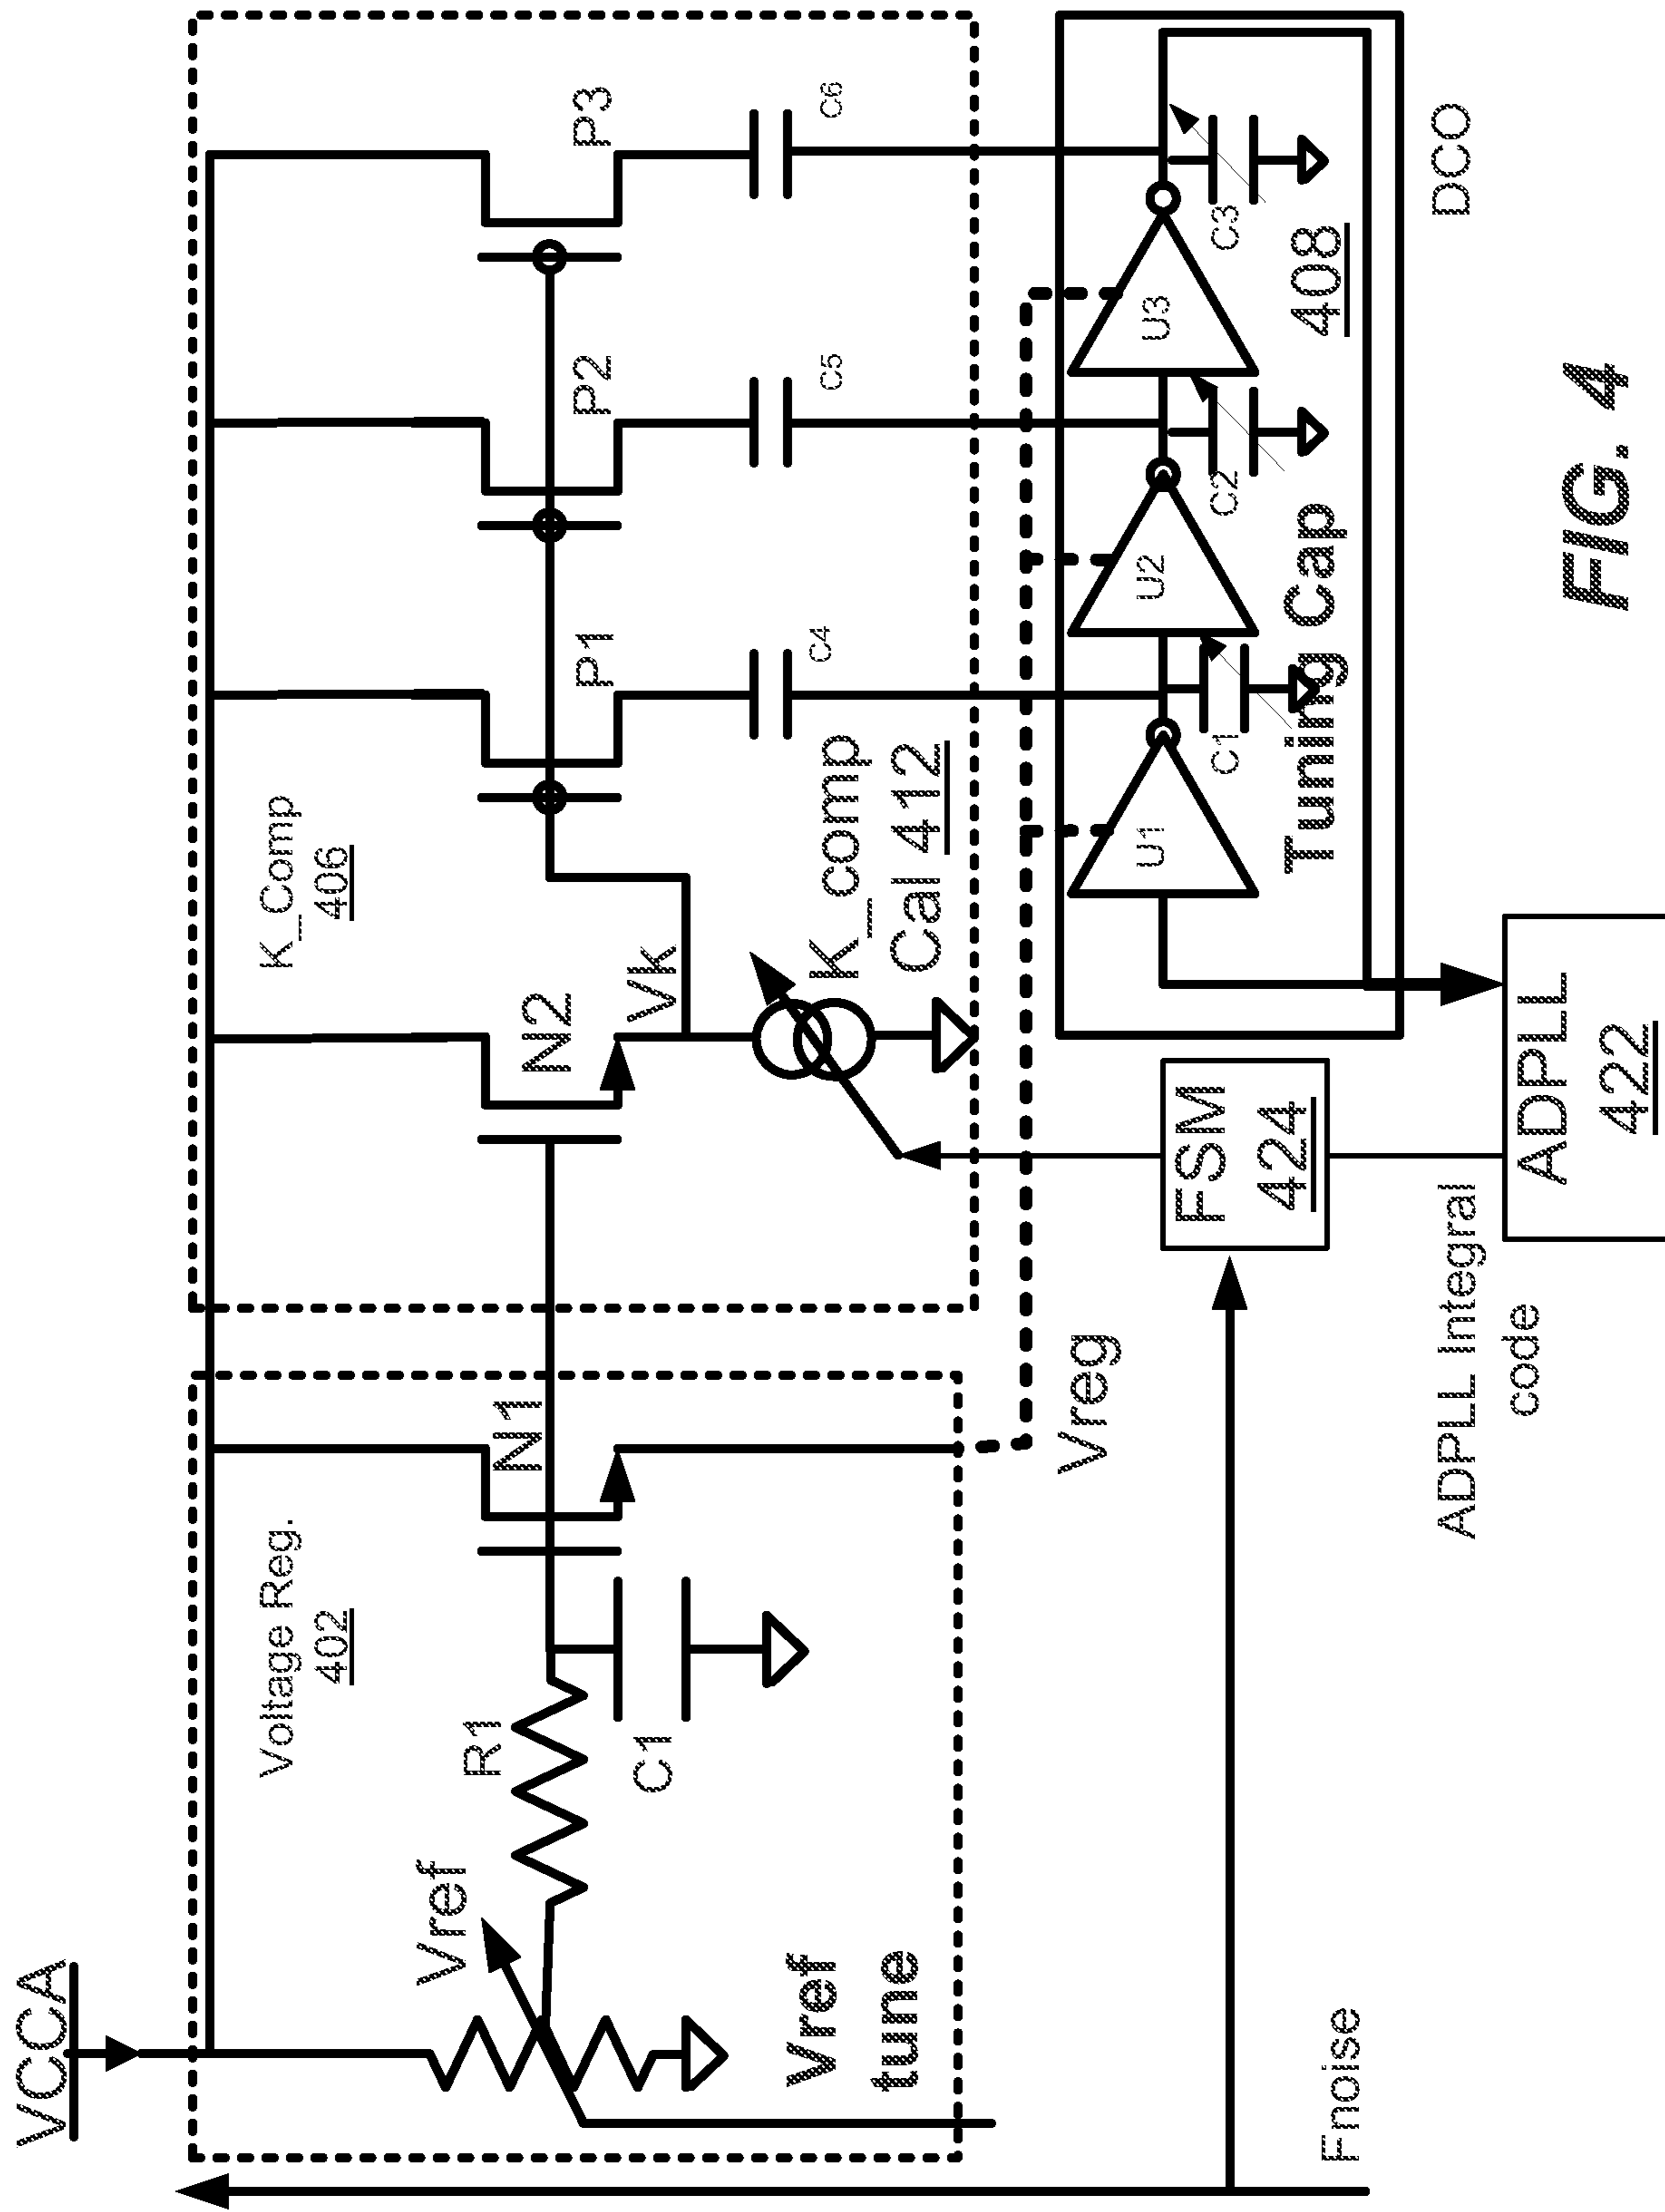 VCCA
Voltage Reg.
402
Vref
R1
C1
N1
Vref
tune
K_Comp
406
N2
Vk
K_comp
Cal 412
P1
P2
P3
C4
C5
C6
Vreg
U1
U2
U3
C1
C2
C3
Tuning Cap
408
DCO
FSM
424
ADPLL
422
ADPLL Integral
code
Fnoise
FIG. 4